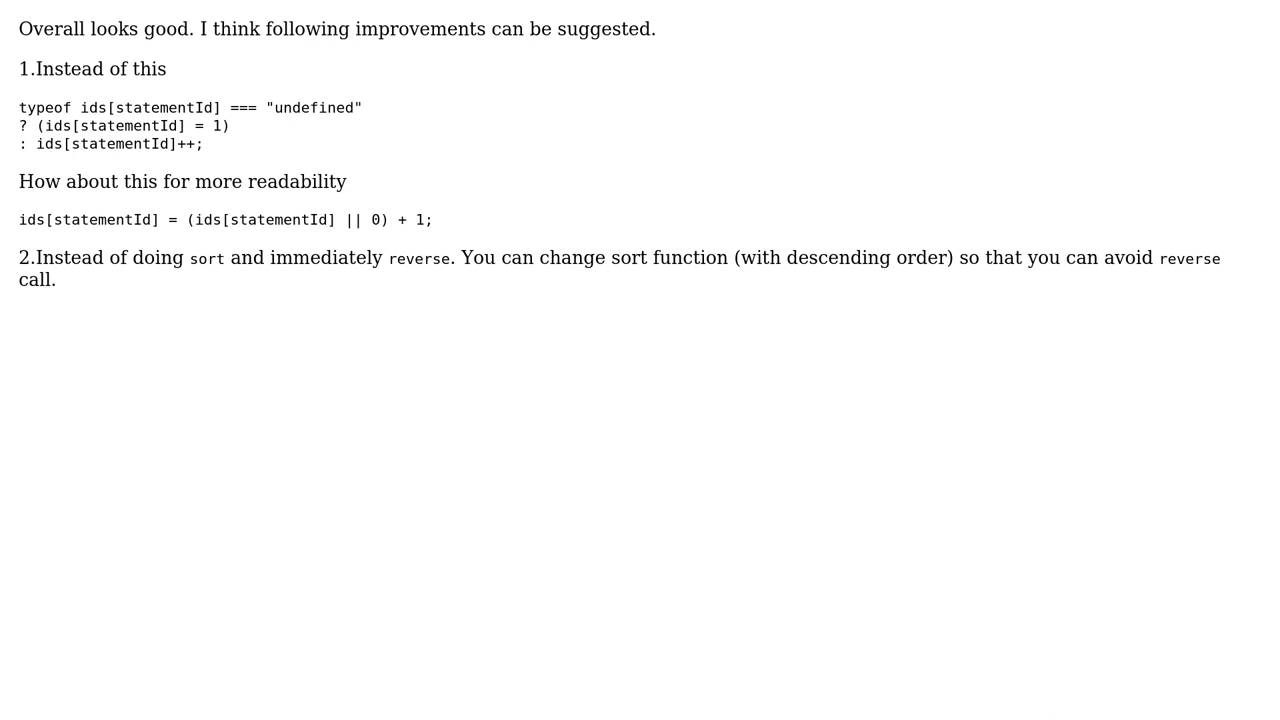 Overall looks good. I think following improvements can be suggested.
1.Instead of this
typeof ids[statementId] === "undefined"
? (ids[statementId] = 1)
: ids[statementId]++;
How about this for more readability
ids[statementId] = (ids[statementId] || 0) + 1;
2.Instead of doing sort and immediately reverse. You can change sort function (with descending order) so that you can avoid reverse
call.